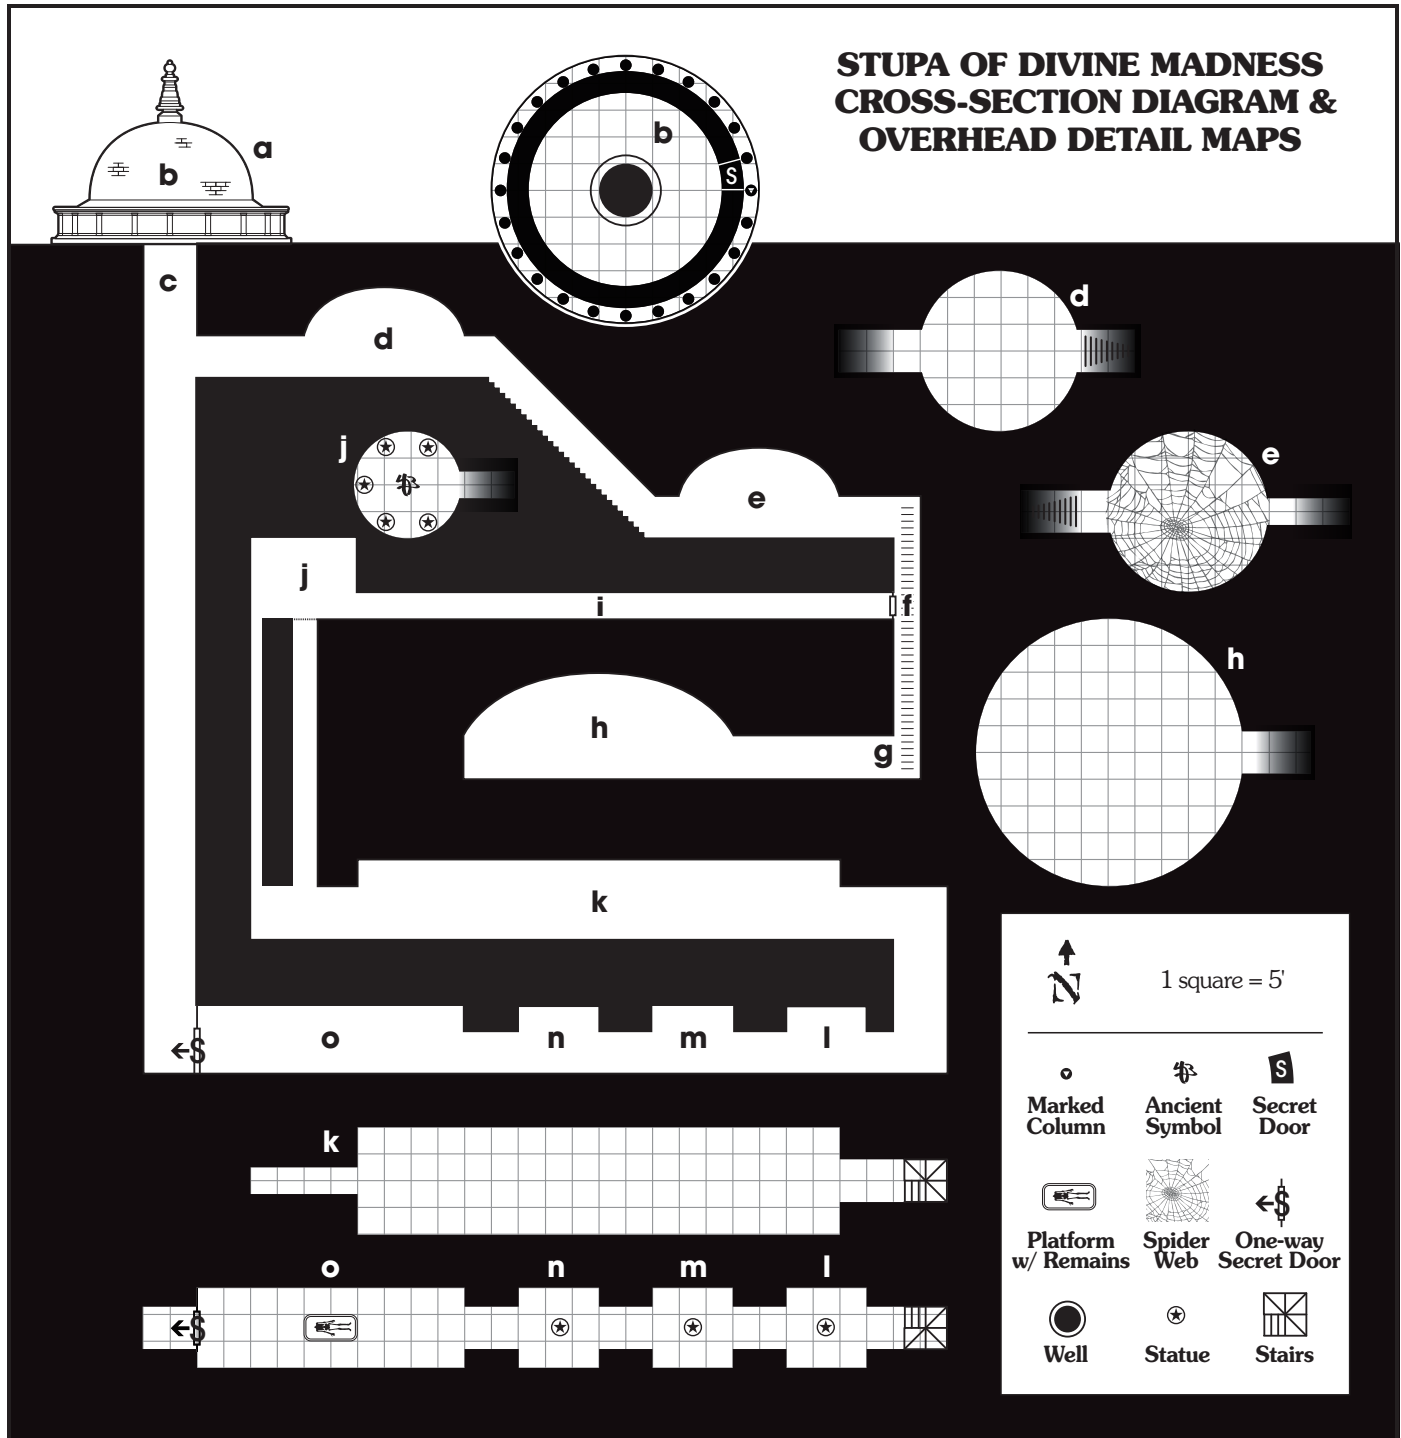 STUPA OF DIVINE MADNESS
CROSS-SECTION DIAGRAM &
OVERHEAD DETAIL MAPS
a
b
b
S
c
d
d
e
e
j
j
i
f
h
h
g
k
o
n
m
l
S
k
o
n
m
l
S
N
1 square = 5'
S
Marked
Column
Ancient
Symbol
Secret
Door
S
Platform
w/ Remains
Spider
Web
One-way
Secret Door
Well
Statue
Stairs